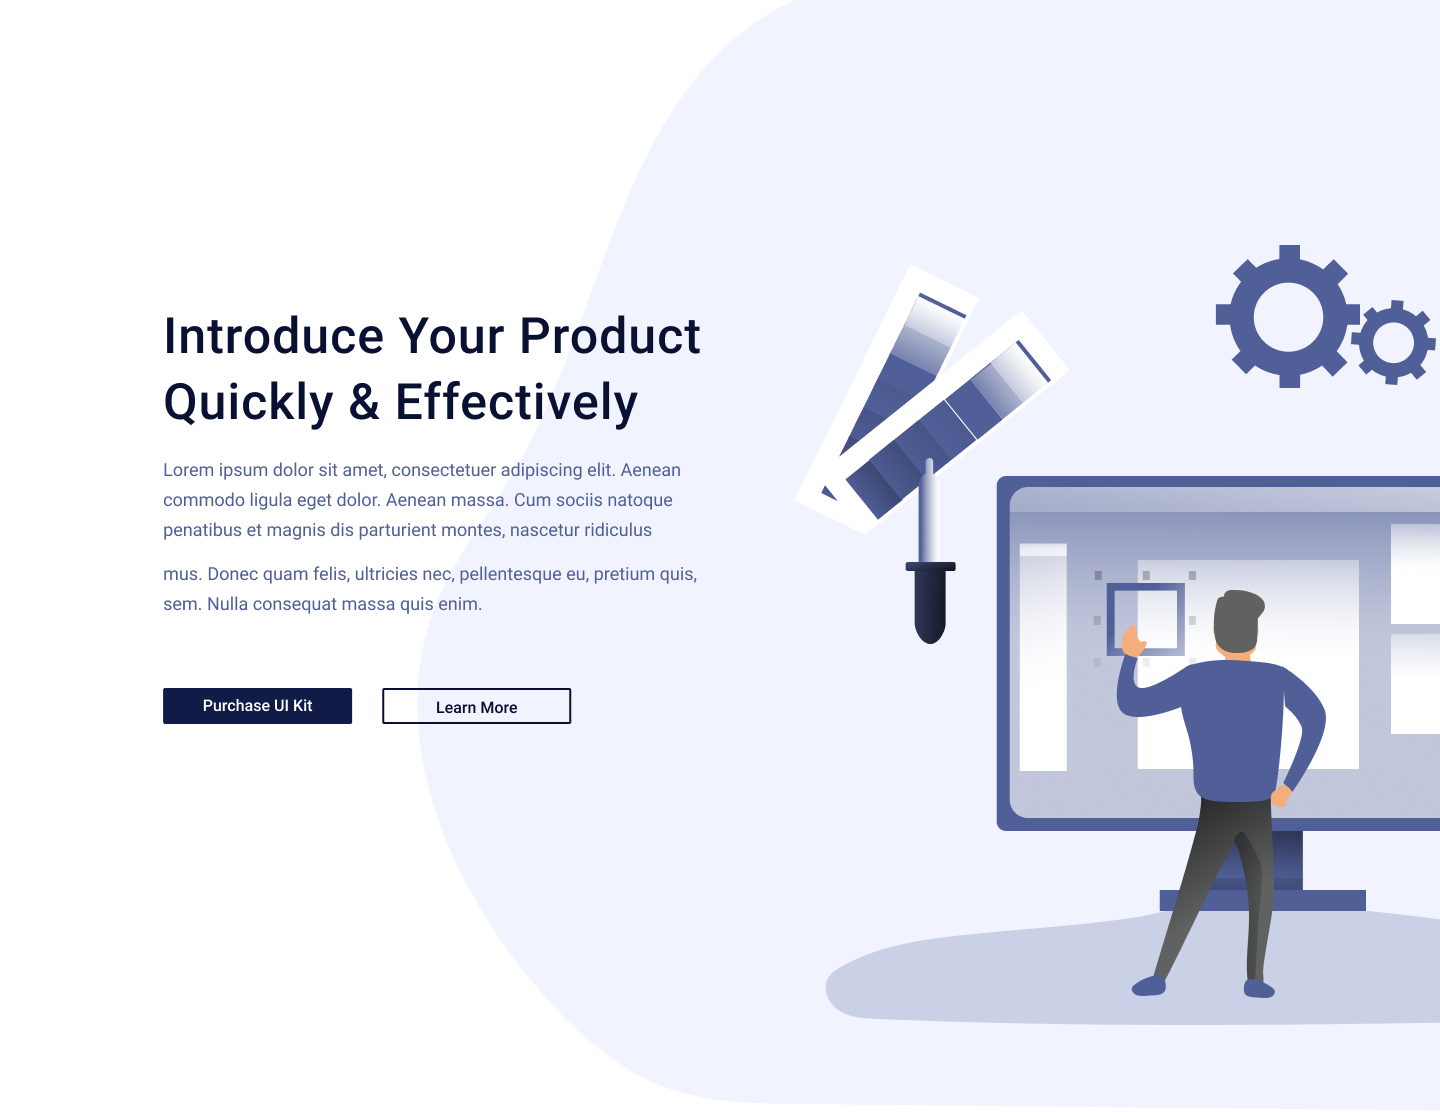 Introduce Your Product
Quickly & Effectively
Lorem ipsum dolor sit amet, consectetuer adipiscing elit. Aenean
commodo ligula eget dolor. Aenean massa. Cum sociis natoque
penatibus et magnis dis parturient montes, nascetur ridiculus
mus. Donec quam felis, ultricies nec, pellentesque eu, pretium quis,
sem. Nulla consequat massa quis enim.
Purchase UI Kit
Learn More